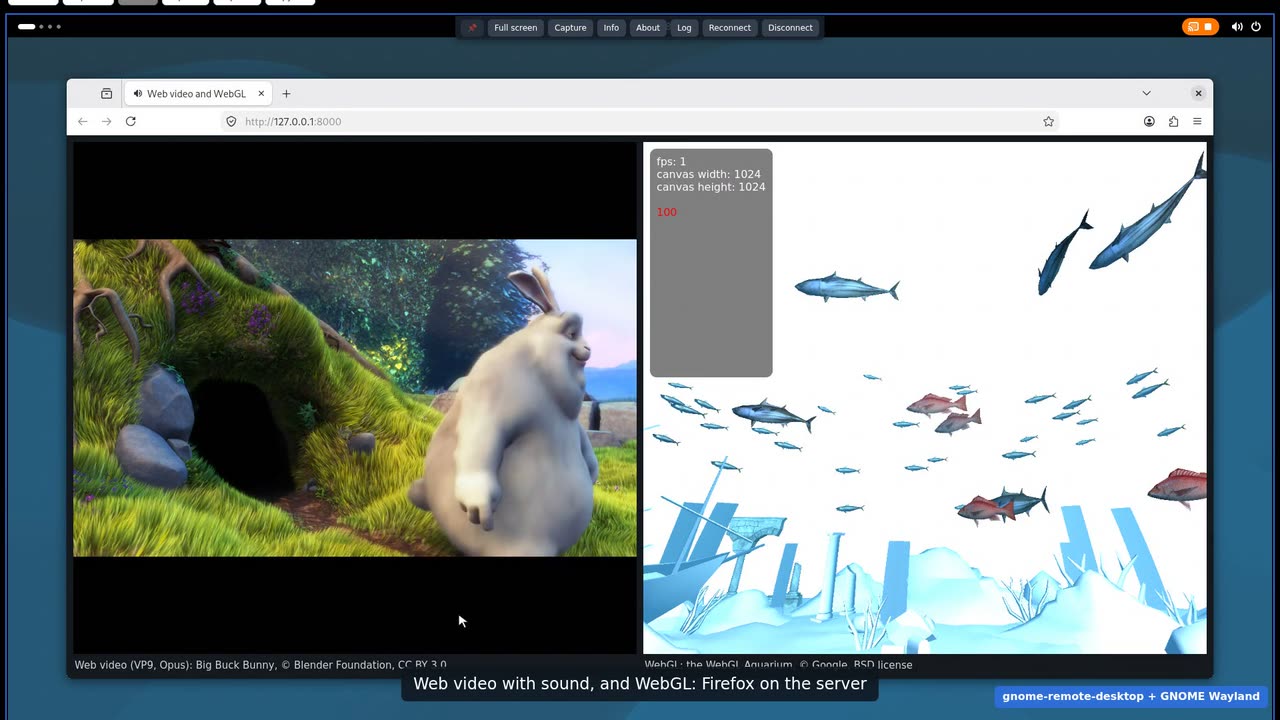 Full screen
Capture
Info
About
Log
Reconnect
Disconnect
Web video and WebGL
http://127.0.0.1:8000
fps: 1
canvas width: 1024
canvas height: 1024
100
Web video (VP9, Opus): Big Buck Bunny, © Blender Foundation, CC BY 3.0
WebGL: the WebGL Aquarium, © Google, BSD license
Web video with sound, and WebGL: Firefox on the server
gnome-remote-desktop + GNOME Wayland